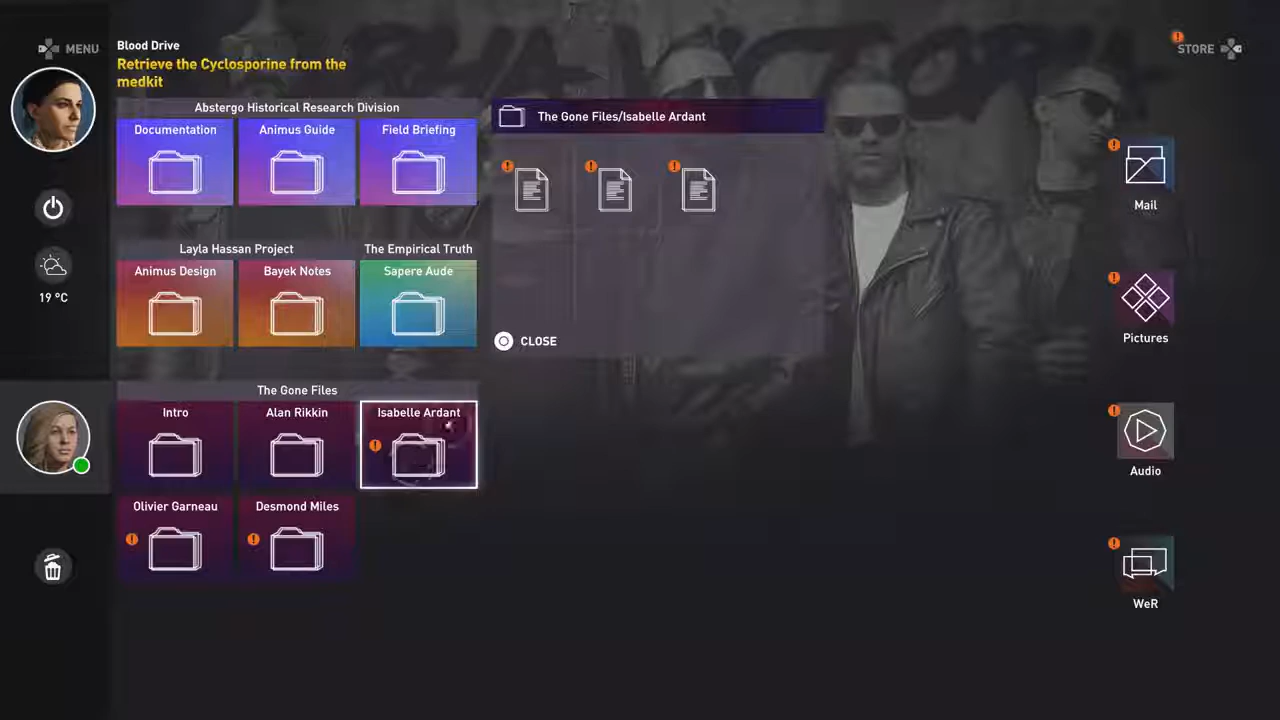 MENU
Blood Drive
Retrieve the Cyclosporine from the
medkit
STORE
Abstergo Historical Research Division
Documentation
Animus Guide
Field Briefing
Layla Hassan Project
The Empirical Truth
Animus Design
Bayek Notes
Sapere Aude
The Gone Files
Intro
Alan Rikkin
Isabelle Ardant
Olivier Garneau
Desmond Miles
19 °C
The Gone Files/Isabelle Ardant
CLOSE
Mail
Pictures
Audio
WeR